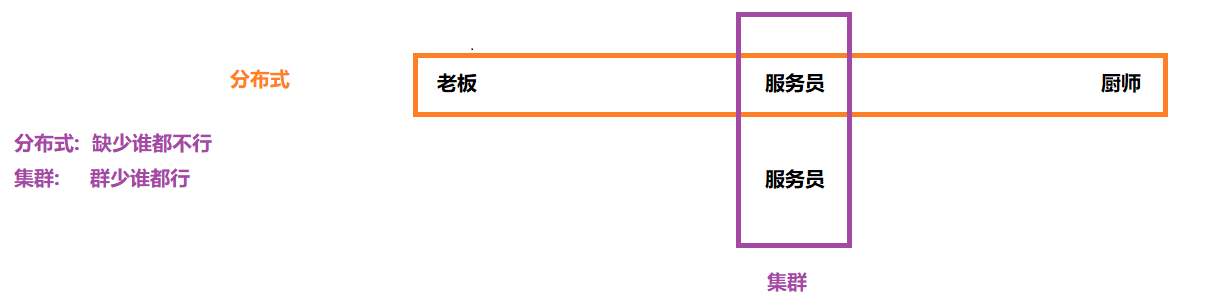 分布式
老板 服务员 厨师
分布式: 缺少谁都不行
集群: 群少谁都行
服务员
集群